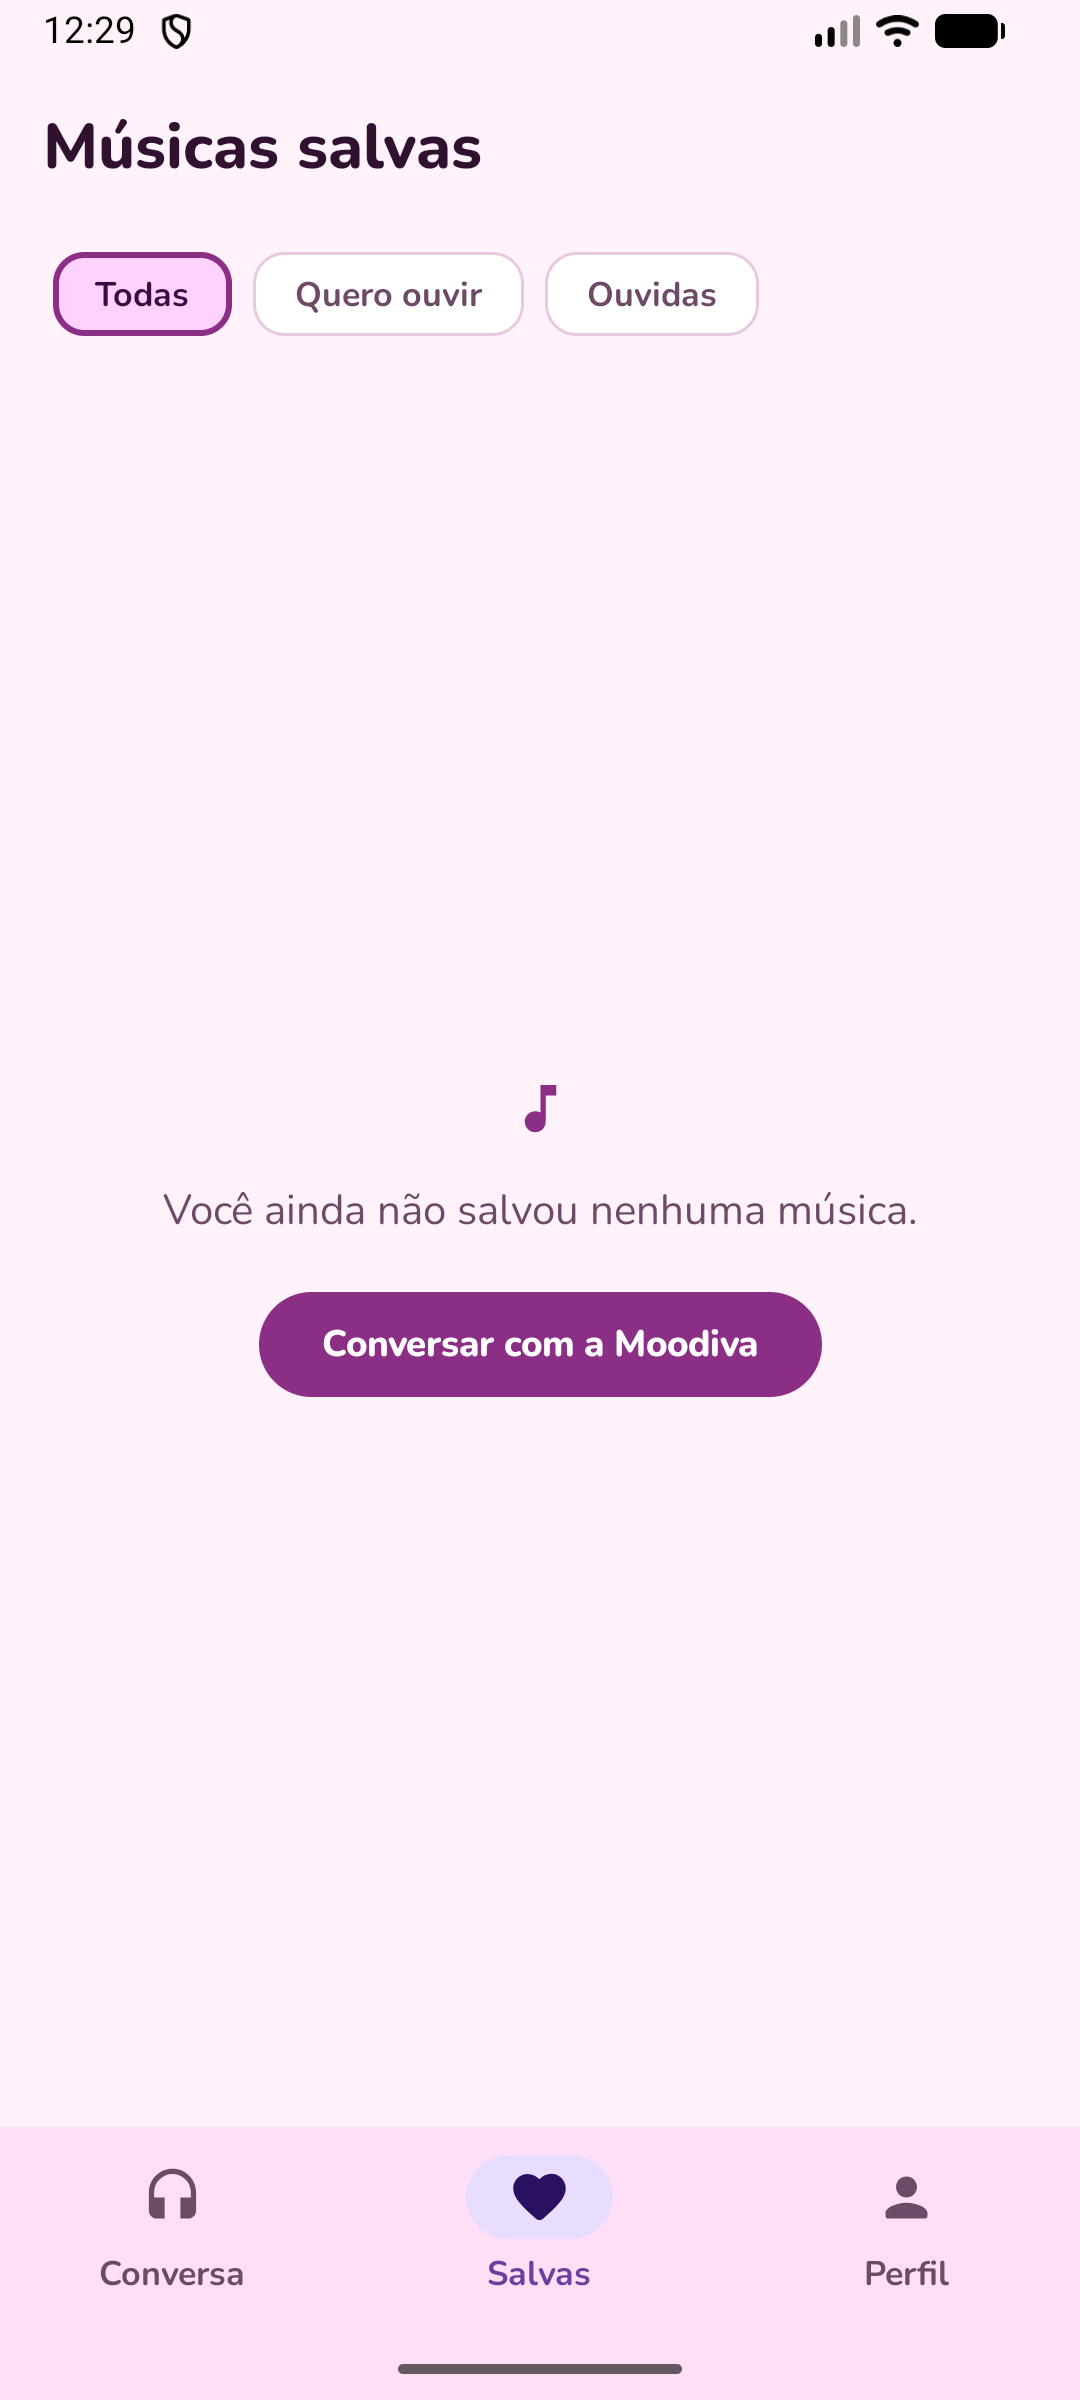 12:29
Músicas salvas
Todas
Quero ouvir
Ouvidas
Você ainda não salvou nenhuma música.
Conversar com a Moodiva
Conversa
Salvas
Perfil